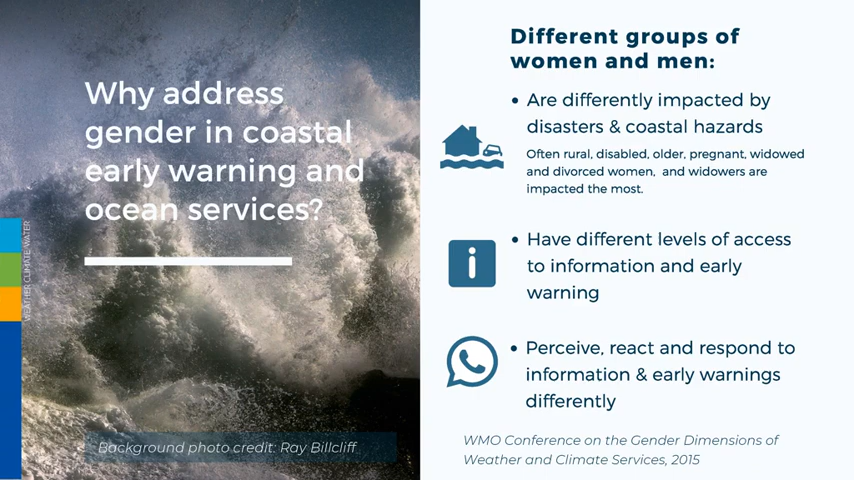 Why address
gender in coastal
early warning and
ocean services?
WEATHER CLIMATE WATER
Background photo credit: Ray Billcliff
Different groups of
women and men:
• Are differently impacted by
disasters & coastal hazards
Often rural, disabled, older, pregnant, widowed
and divorced women, and widowers are
impacted the most.
• Have different levels of access
to information and early
warning
• Perceive, react and respond to
information & early warnings
differently
WMO Conference on the Gender Dimensions of
Weather and Climate Services, 2015